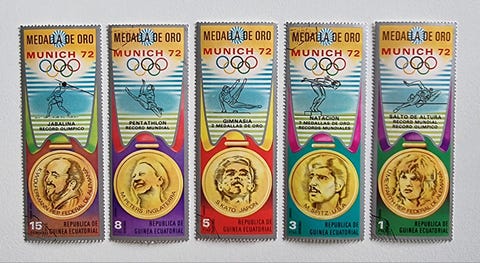 MEDALLA DE ORO
MUNICH 72
JABALINA
RECORD OLIMPICO
15
REPUBLICA DE
GUINEA ECUATORIAL
MEDALLA DE ORO
MUNICH 72
PENTATHLON
RECORD MUNDIAL
M. PETERS INGLATERRA
8
REPUBLICA DE
GUINEA ECUATORIAL
MEDALLA DE ORO
MUNICH 72
GIMNASIA
2 MEDALLAS DE ORO
S. KATO JAPON
5
REPUBLICA DE
GUINEA ECUATORIAL
MEDALLA DE ORO
MUNICH 72
NATACION
7 MEDALLAS DE ORO
RECORDS MUNDIALES
M. SPITZ U.S.A.
3
REPUBLICA DE
GUINEA ECUATORIAL
MEDALLA DE ORO
MUNICH 72
SALTO DE ALTURA
RECORD MUNDIAL
RECORD OLIMPICO
1
REPUBLICA DE
GUINEA ECUATORIAL